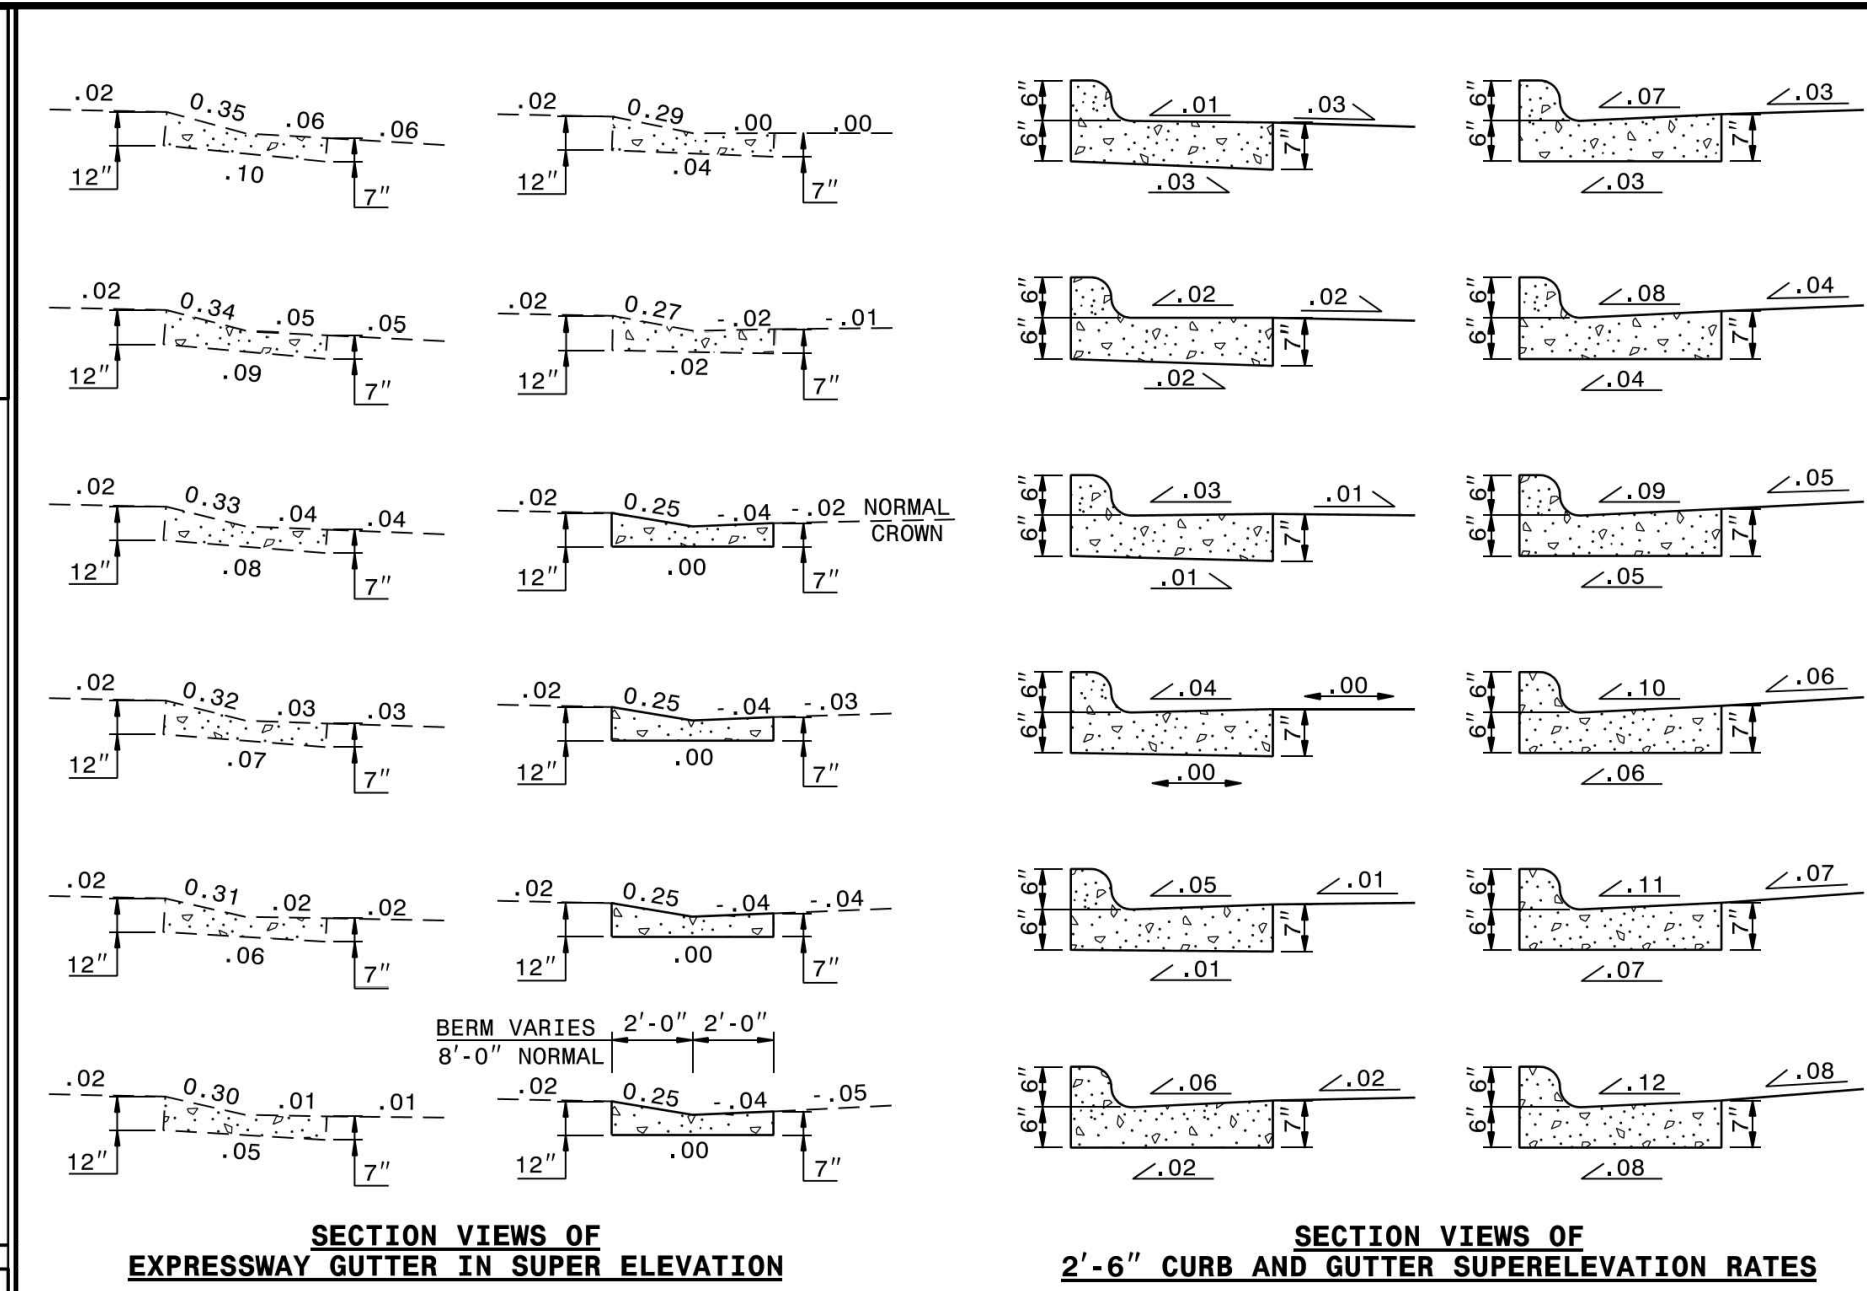 .02 0.35 .06 .06
12" .10 7"
.02 0.29 .00 .00
12" .04 7"
6" .01 .03
6" 7"
.03
6" .07 .03
6" 7"
.03
.02 0.34 .05 .05
12" .09 7"
.02 0.27 -.02 -.01
12" .02 7"
6" .02 .02
6" 7"
.02
6" .08 .04
6" 7"
.04
.02 0.33 .04 .04
12" .08 7"
.02 0.25 -.04 -.02 NORMAL
CROWN
12" .00 7"
6" .03 .01
6" 7"
.01
6" .09 .05
6" 7"
.05
.02 0.32 .03 .03
12" .07 7"
.02 0.25 -.04 -.03
12" .00 7"
6" .04 .00
6" 7"
.00
6" .10 .06
6" 7"
.06
.02 0.31 .02 .02
12" .06 7"
.02 0.25 -.04 -.04
12" .00 7"
6" .05 .01
6" 7"
.01
6" .11 .07
6" 7"
.07
BERM VARIES 2'-0" 2'-0"
8'-0" NORMAL
.02 0.30 .01 .01
12" .05 7"
.02 0.25 -.04 -.05
12" .00 7"
6" .06 .02
6" 7"
.02
6" .12 .08
6" 7"
.08
SECTION VIEWS OF
EXPRESSWAY GUTTER IN SUPER ELEVATION
SECTION VIEWS OF
2'-6" CURB AND GUTTER SUPERELEVATION RATES